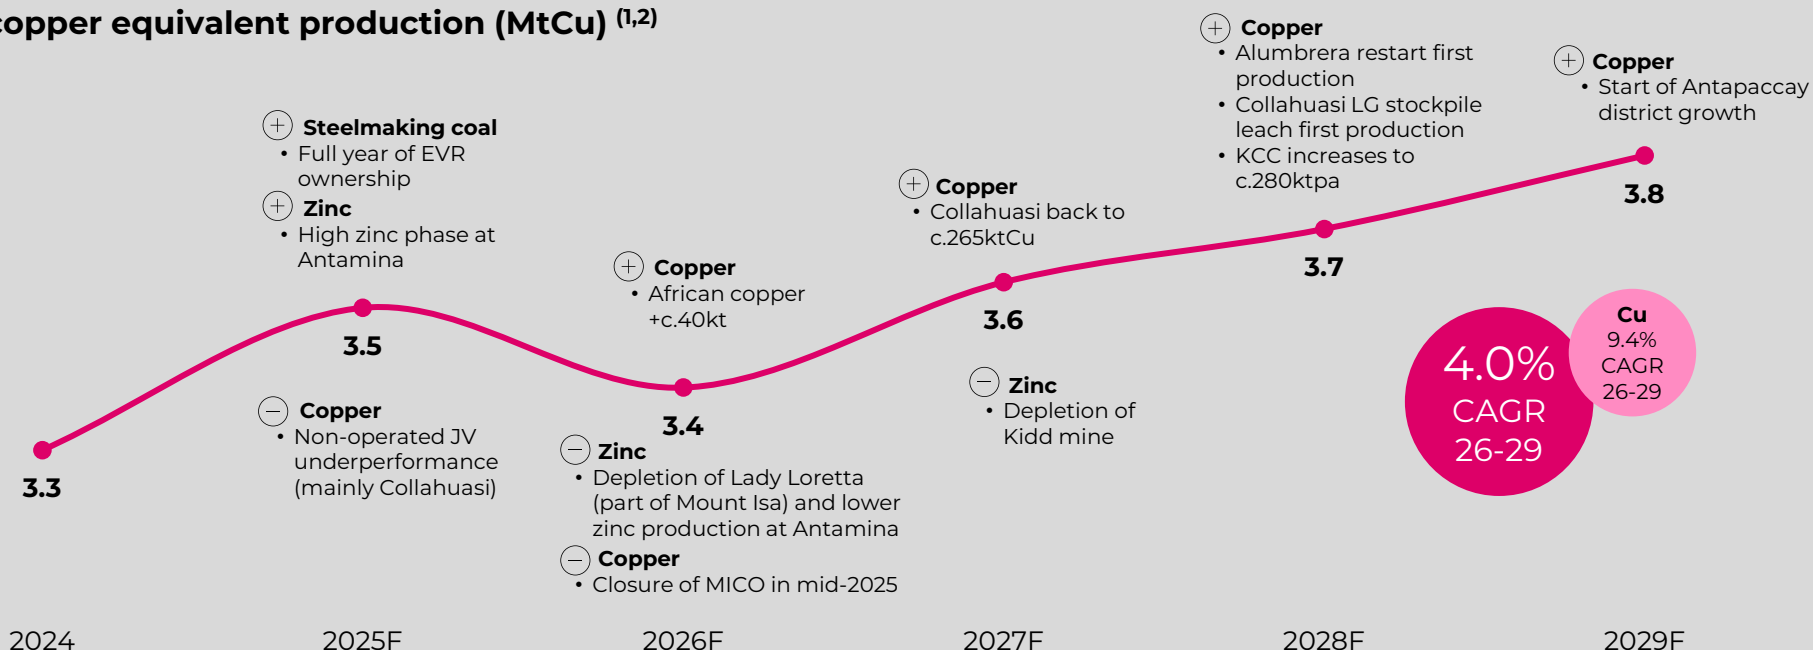 copper equivalent production (MtCu) (1,2)
+ Steelmaking coal
• Full year of EVR
ownership
+ Zinc
• High zinc phase at
Antamina
+ Copper
• African copper
+c.40kt
+ Copper
• Collahuasi back to
c.265ktCu
+ Copper
• Alumbrera restart first
production
• Collahuasi LG stockpile
leach first production
• KCC increases to
c.280ktpa
+ Copper
• Start of Antapaccay
district growth
3.3
3.5
3.4
3.6
3.7
3.8
− Copper
• Non-operated JV
underperformance
(mainly Collahuasi)
− Zinc
• Depletion of Lady Loretta
(part of Mount Isa) and lower
zinc production at Antamina
− Copper
• Closure of MICO in mid-2025
− Zinc
• Depletion of
Kidd mine
4.0%
CAGR
26-29
Cu
9.4%
CAGR
26-29
2024
2025F
2026F
2027F
2028F
2029F